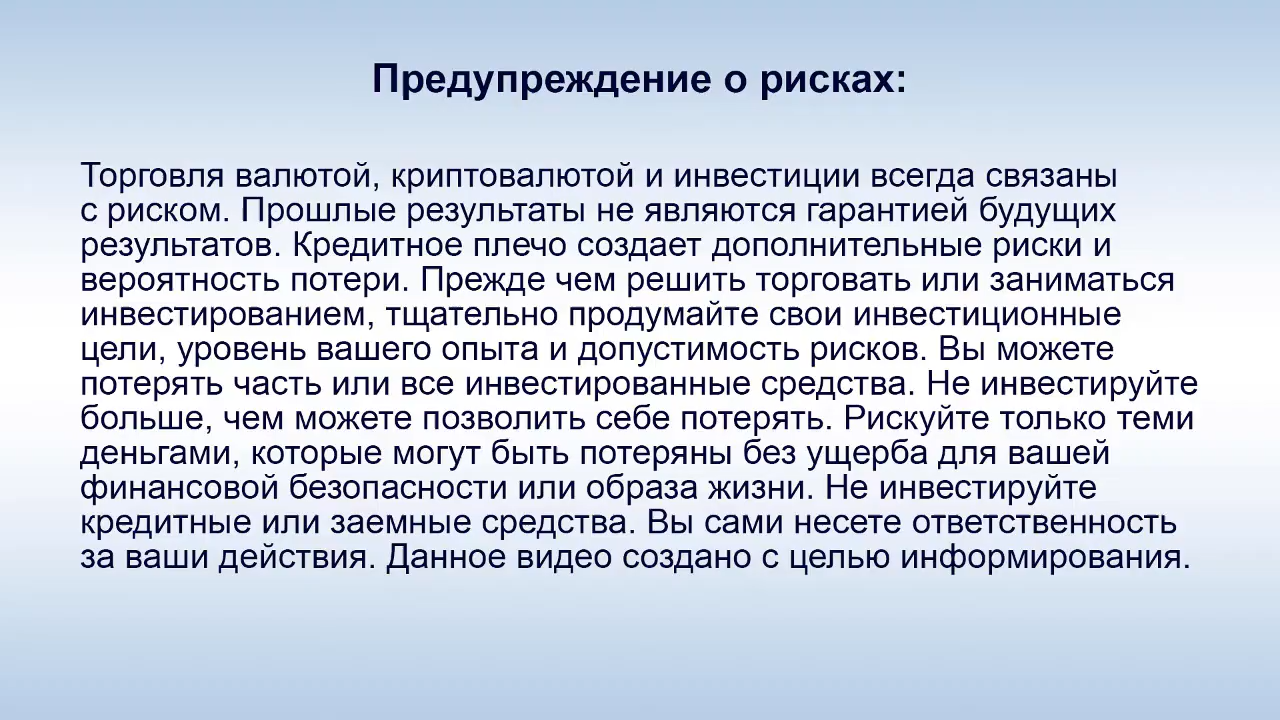 Предупреждение о рисках:
Торговля валютой, криптовалютой и инвестиции всегда связаны
с риском. Прошлые результаты не являются гарантией будущих
результатов. Кредитное плечо создает дополнительные риски и
вероятность потери. Прежде чем решить торговать или заниматься
инвестированием, тщательно продумайте свои инвестиционные
цели, уровень вашего опыта и допустимость рисков. Вы можете
потерять часть или все инвестированные средства. Не инвестируйте
больше, чем можете позволить себе потерять. Рискуйте только теми
деньгами, которые могут быть потеряны без ущерба для вашей
финансовой безопасности или образа жизни. Не инвестируйте
кредитные или заемные средства. Вы сами несете ответственность
за ваши действия. Данное видео создано с целью информирования.